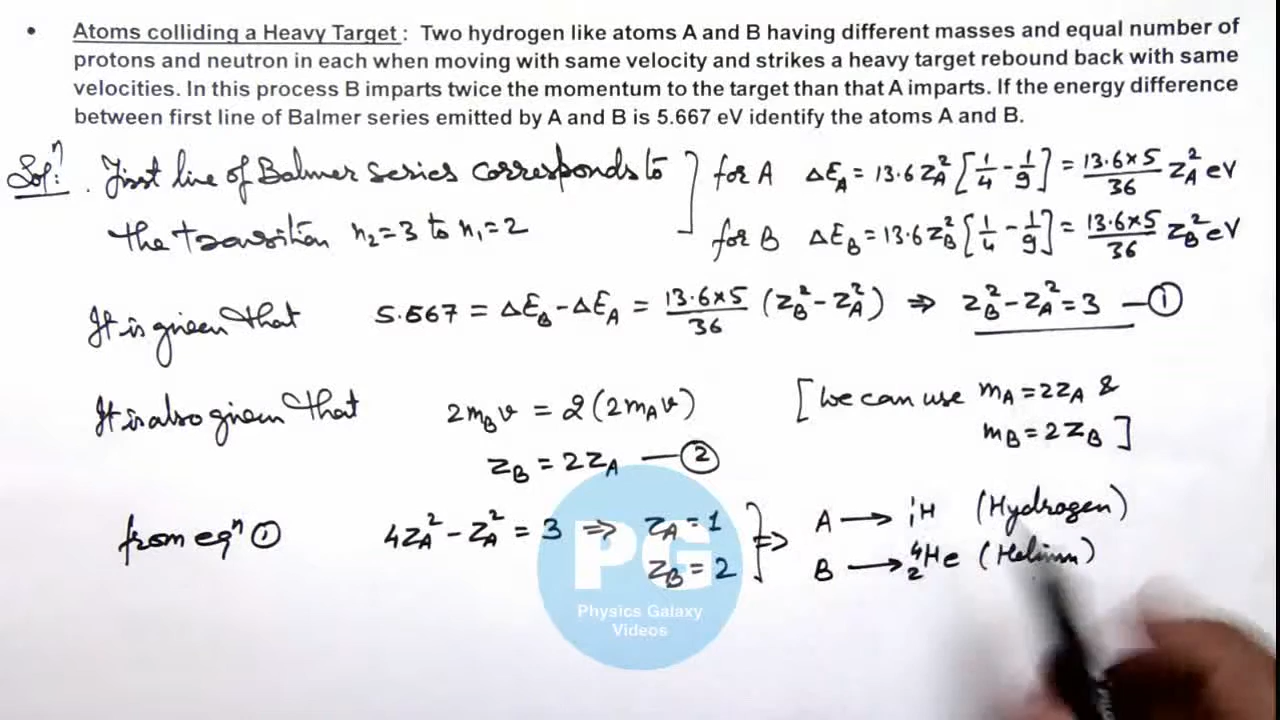 • Atoms colliding a Heavy Target : Two hydrogen like atoms A and B having different masses and equal number of
protons and neutron in each when moving with same velocity and strikes a heavy target rebound back with same
velocities. In this process B imparts twice the momentum to the target than that A imparts. If the energy difference
between first line of Balmer series emitted by A and B is 5.667 eV identify the atoms A and B.
Solⁿ: . First line of Balmer series corresponds to ] for A ΔE_A = 13.6 Z_A² [1/4 - 1/9] = 13.6×5/36 Z_A² eV
the transition n₂=3 to n₁=2 for B ΔE_B = 13.6 Z_B² [1/4 - 1/9] = 13.6×5/36 Z_B² eV
It is given that 5.567 = ΔE_B - ΔE_A = 13.6×5/36 (Z_B² - Z_A²) ⇒ Z_B² - Z_A² = 3 —①
It is also given that 2m_B v = 2(2m_A v) [We can use m_A = 2Z_A &
m_B = 2Z_B]
Z_B = 2Z_A —②
from eqⁿ ① 4Z_A² - Z_A² = 3 ⇒ Z_A = 1 } ⇒ A → ¹₁H (Hydrogen)
Z_B = 2 B → ⁴₂He (Helium)
PG
Physics Galaxy
Videos